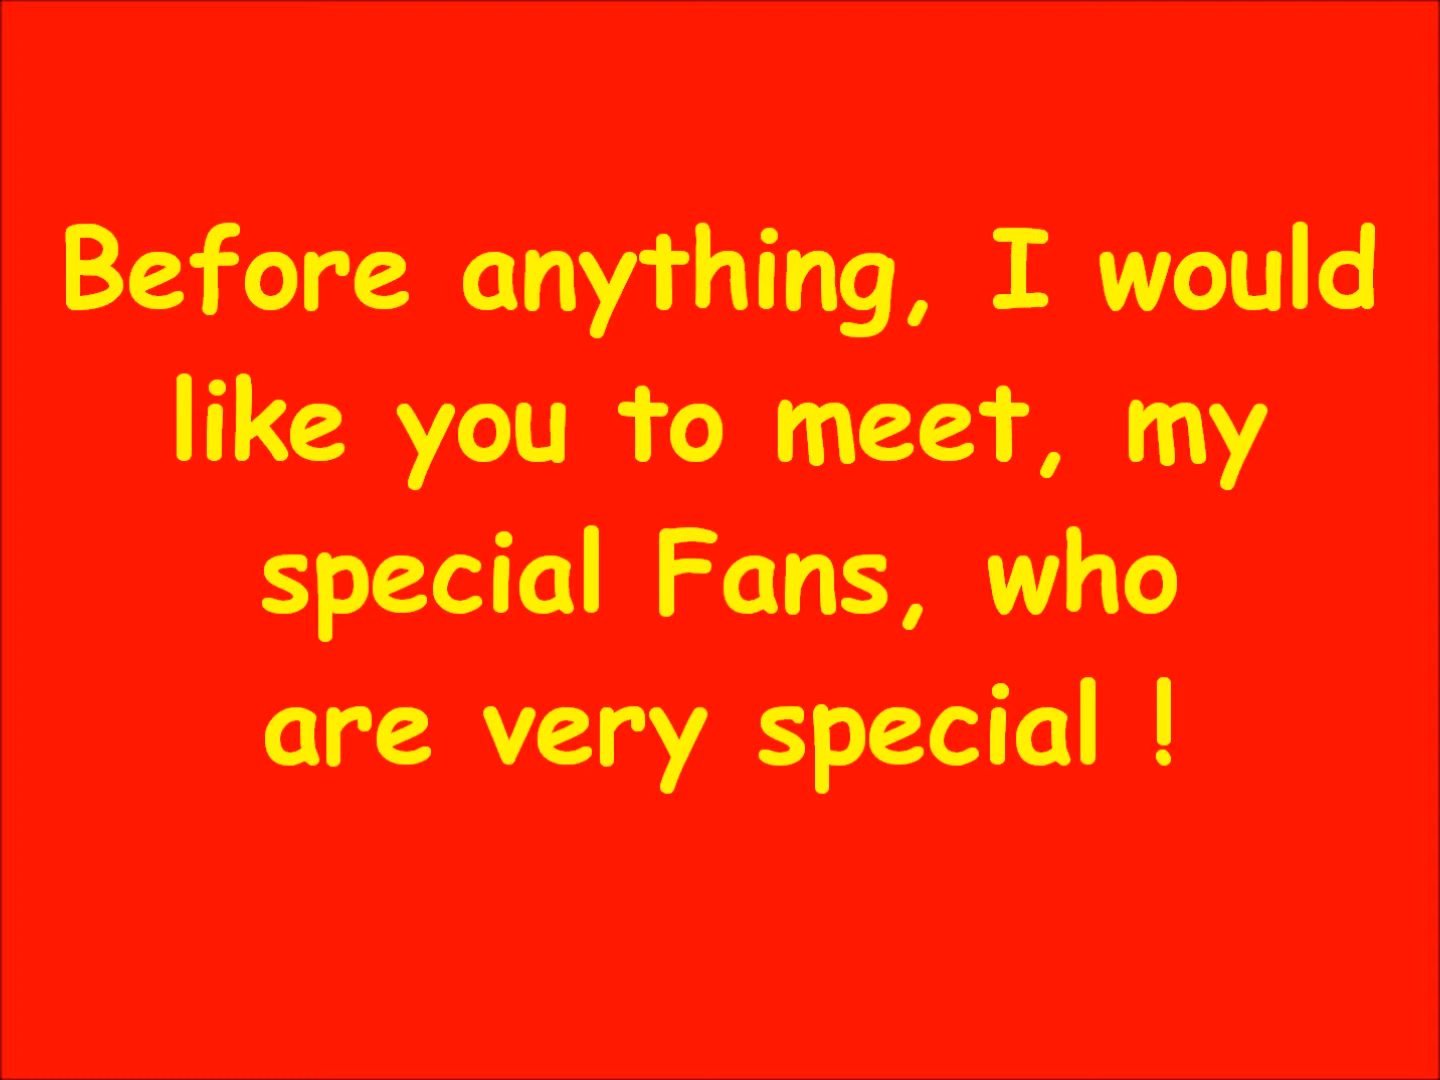 Before anything, I would
like you to meet, my
special Fans, who
are very special !